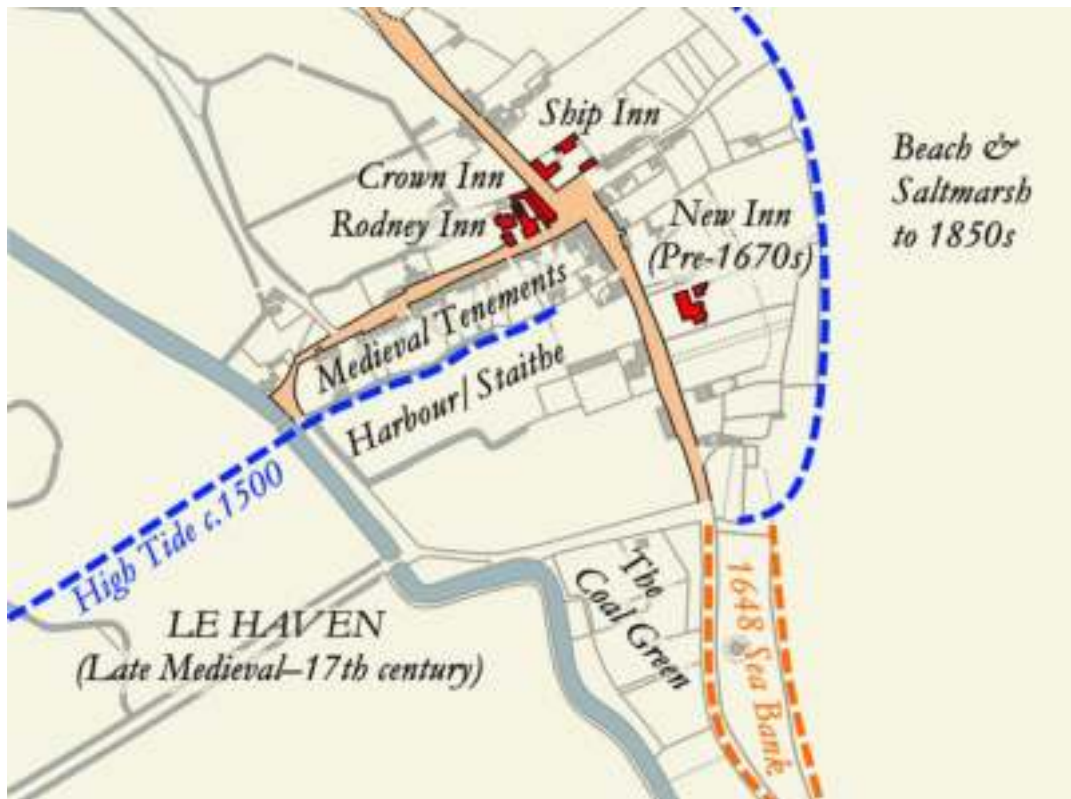 Ship Inn
Crown Inn
Rodney Inn
New Inn
(Pre-1670s)
Beach &
Saltmarsh
to 1850s
Medieval Tenements
Harbour/ Staithe
High Tide c.1500
LE HAVEN
(Late Medieval–17th century)
The
Coal Green
1648 Sea Bank